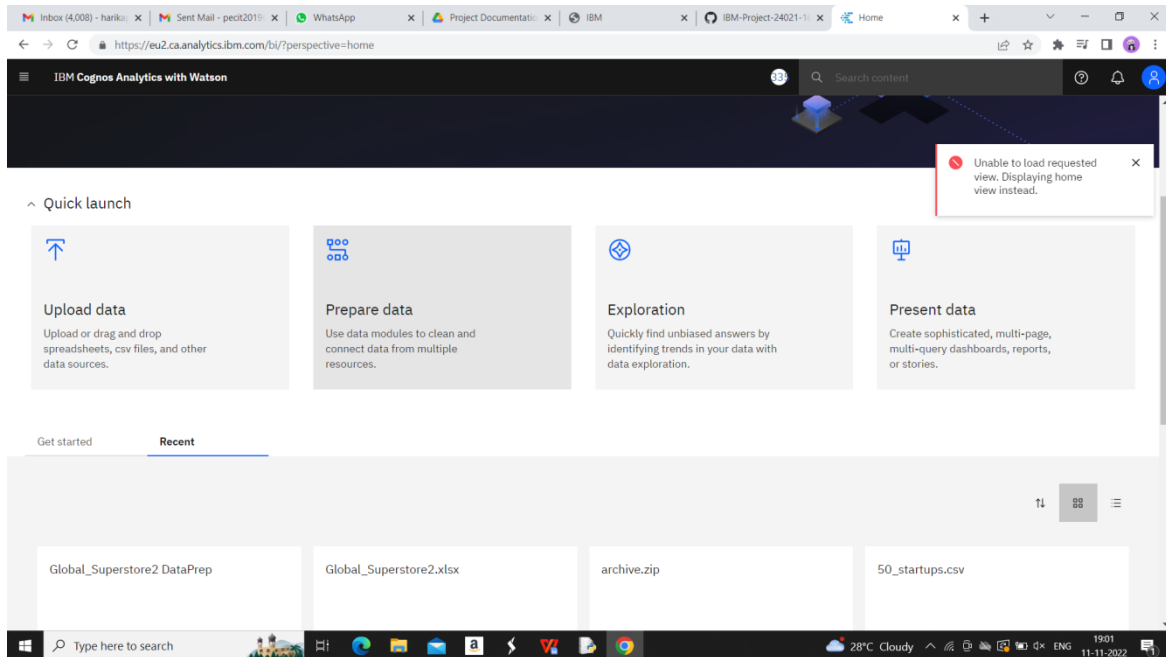 Inbox (4,008) - harika
Sent Mail - pecit2019
WhatsApp
Project Documentatio
IBM
IBM-Project-24021-1
Home
https://eu2.ca.analytics.ibm.com/bi/?perspective=home
IBM Cognos Analytics with Watson
Search content
Unable to load requested
view. Displaying home
view instead.
Quick launch
Upload data
Upload or drag and drop
spreadsheets, csv files, and other
data sources.
Prepare data
Use data modules to clean and
connect data from multiple
resources.
Exploration
Quickly find unbiased answers by
identifying trends in your data with
data exploration.
Present data
Create sophisticated, multi-page,
multi-query dashboards, reports,
or stories.
Get started
Recent
Global_Superstore2 DataPrep
Global_Superstore2.xlsx
archive.zip
50_startups.csv
Type here to search
28°C Cloudy
ENG
19:01
11-11-2022